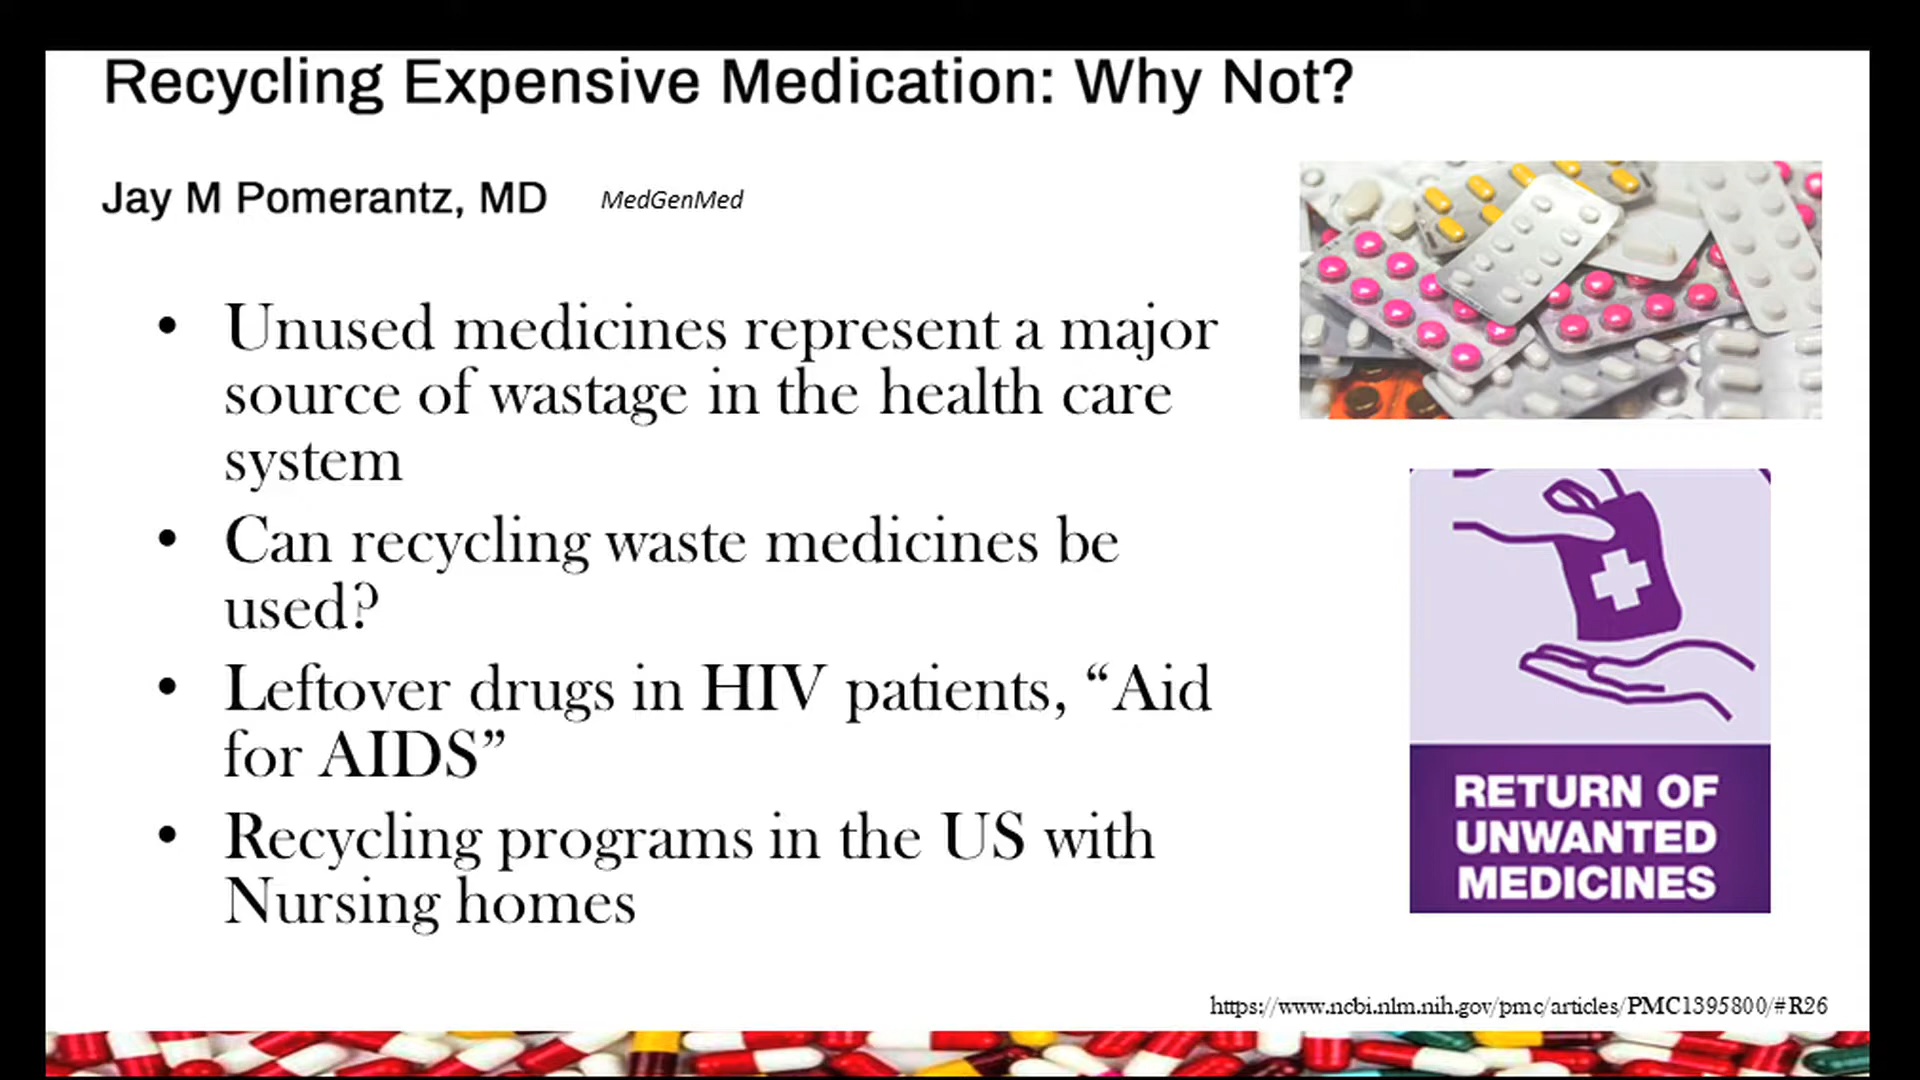 Recycling Expensive Medication: Why Not?
Jay M Pomerantz, MD MedGenMed
• Unused medicines represent a major
source of wastage in the health care
system
• Can recycling waste medicines be
used?
• Leftover drugs in HIV patients, “Aid
for AIDS”
• Recycling programs in the US with
Nursing homes
RETURN OF
UNWANTED
MEDICINES
https://www.ncbi.nlm.nih.gov/pmc/articles/PMC1395800/#R26